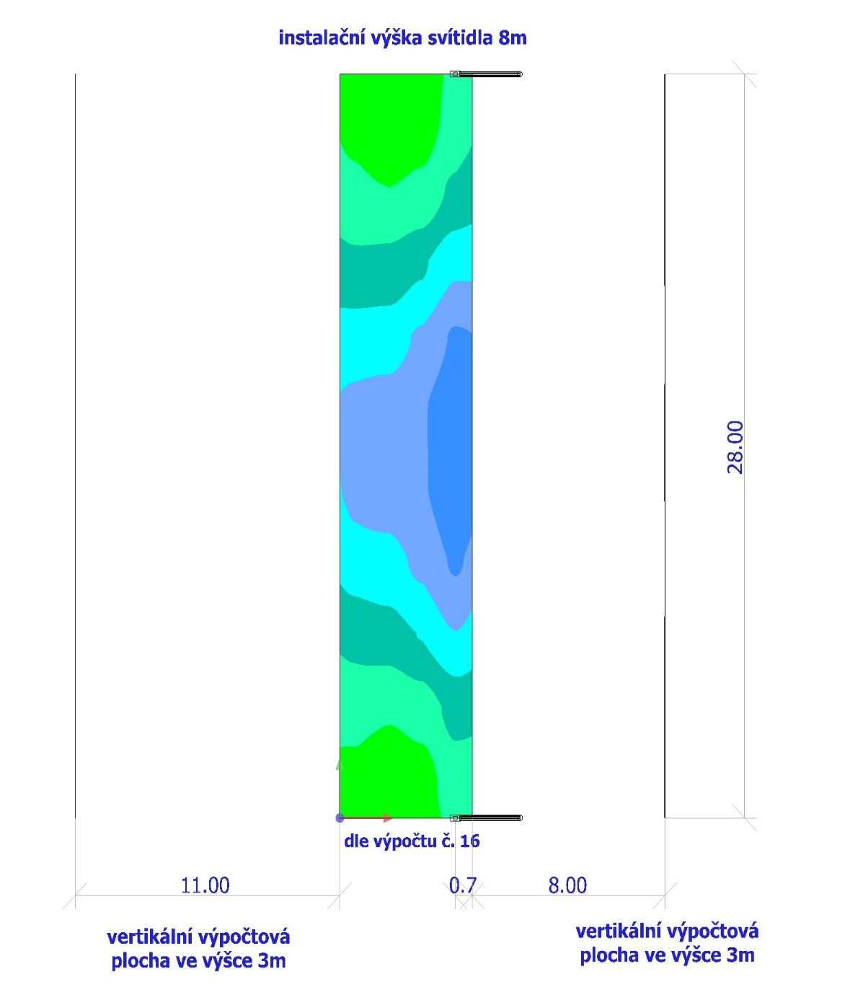 instalační výška svítidla 8m
28.00
dle výpočtu č. 16
11.00
0.7
8.00
vertikální výpočtová
plocha ve výšce 3m
vertikální výpočtová
plocha ve výšce 3m